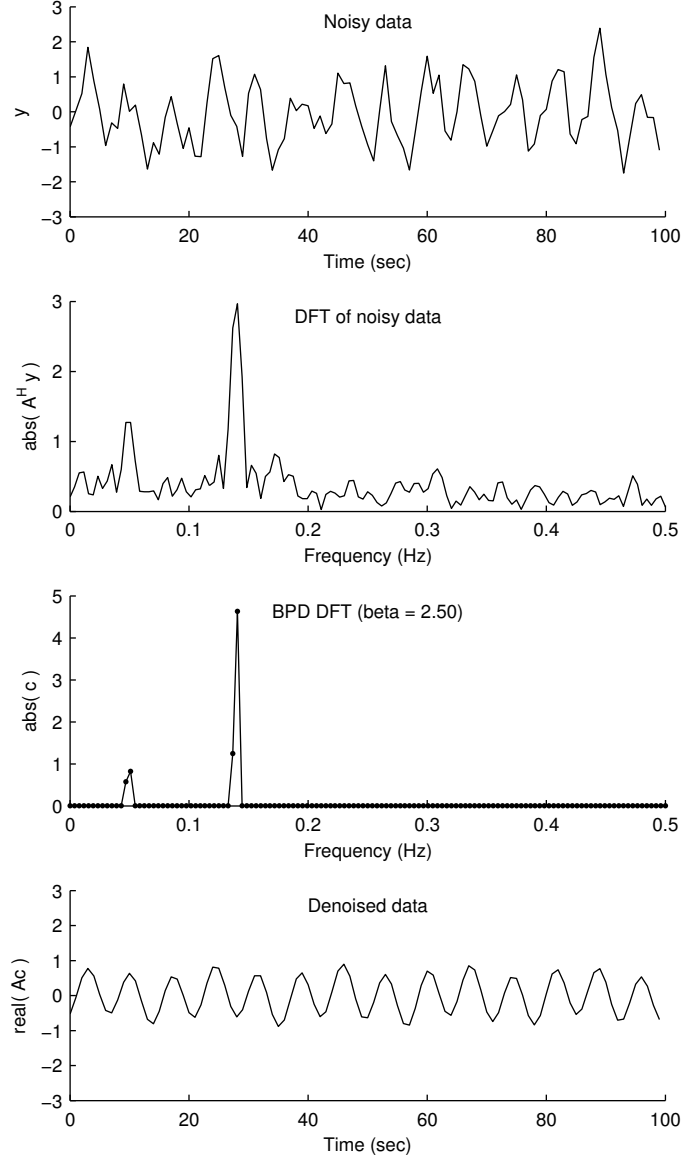 Noisy data
y
3
2
1
0
−1
−2
−3
0 20 40 60 80 100
Time (sec)
DFT of noisy data
abs( A^H y )
3
2
1
0
0 0.1 0.2 0.3 0.4 0.5
Frequency (Hz)
BPD DFT (beta = 2.50)
abs( c )
5
4
3
2
1
0
0 0.1 0.2 0.3 0.4 0.5
Frequency (Hz)
Denoised data
real( Ac )
3
2
1
0
−1
−2
−3
0 20 40 60 80 100
Time (sec)